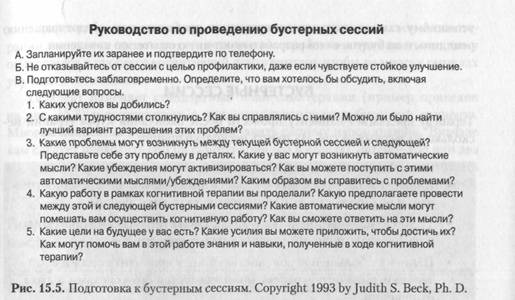 Руководство по проведению бустерных сессий
А. Запланируйте их заранее и подтвердите по телефону.
Б. Не отказывайтесь от сессии с целью профилактики, даже если чувствуете стойкое улучшение.
В. Подготовьтесь заблаговременно. Определите, что вам хотелось бы обсудить, включая
следующие вопросы.
1. Каких успехов вы добились?
2. С какими трудностями столкнулись? Как вы справлялись с ними? Можно ли было найти
лучший вариант разрешения этих проблем?
3. Какие проблемы могут возникнуть между текущей бустерной сессией и следующей?
Представьте себе эту проблему в деталях. Какие у вас могут возникнуть автоматические
мысли? Какие убеждения могут активизироваться? Как вы можете поступить с этими
автоматическими мыслями/убеждениями? Каким образом вы справитесь с проблемами?
4. Какую работу в рамках когнитивной терапии вы проделали? Какую предполагаете провести
между этой и следующей бустерными сессиями? Какие автоматические мысли могут
помешать вам осуществить когнитивную работу? Как вы сможете ответить на эти мысли?
5. Какие цели на будущее у вас есть? Какие усилия вы можете приложить, чтобы достичь их?
Как могут помочь вам в этой работе знания и навыки, полученные в ходе когнитивной
терапии?
Рис. 15.5. Подготовка к бустерным сессиям. Copyright 1993 by Judith S. Beck, Ph. D.